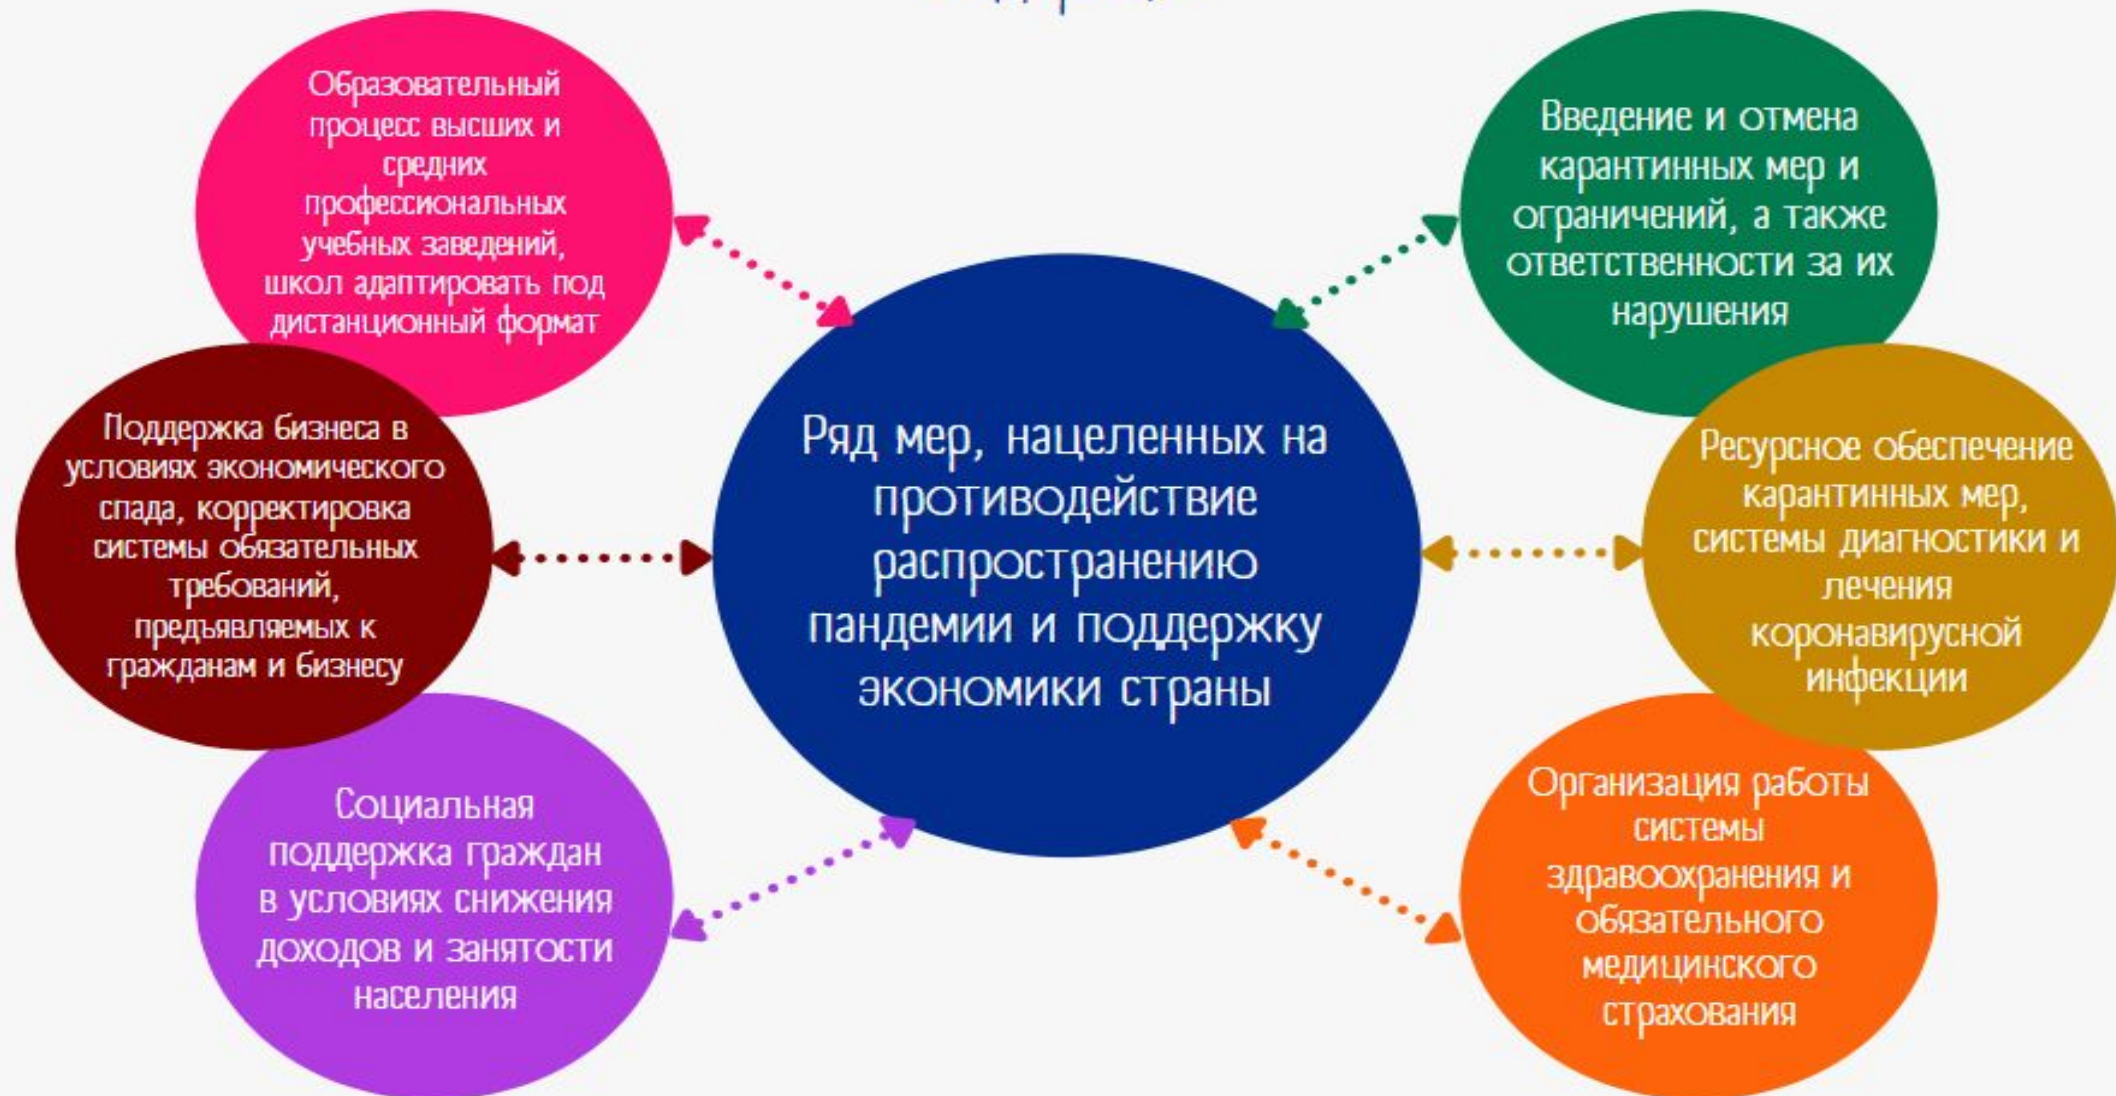 Образовательный
процесс высших и
средних
профессиональных
учебных заведений,
школ адаптировать под
дистанционный формат
Введение и отмена
карантинных мер и
ограничений, а также
ответственности за их
нарушения
Поддержка бизнеса в
условиях экономического
спада, корректировка
системы обязательных
требований,
предъявляемых к
гражданам и бизнесу
Ряд мер, нацеленных на
противодействие
распространению
пандемии и поддержку
экономики страны
Ресурсное обеспечение
карантинных мер,
системы диагностики и
лечения
коронавирусной
инфекции
Социальная
поддержка граждан
в условиях снижения
доходов и занятости
населения
Организация работы
системы
здравоохранения и
обязательного
медицинского
страхования